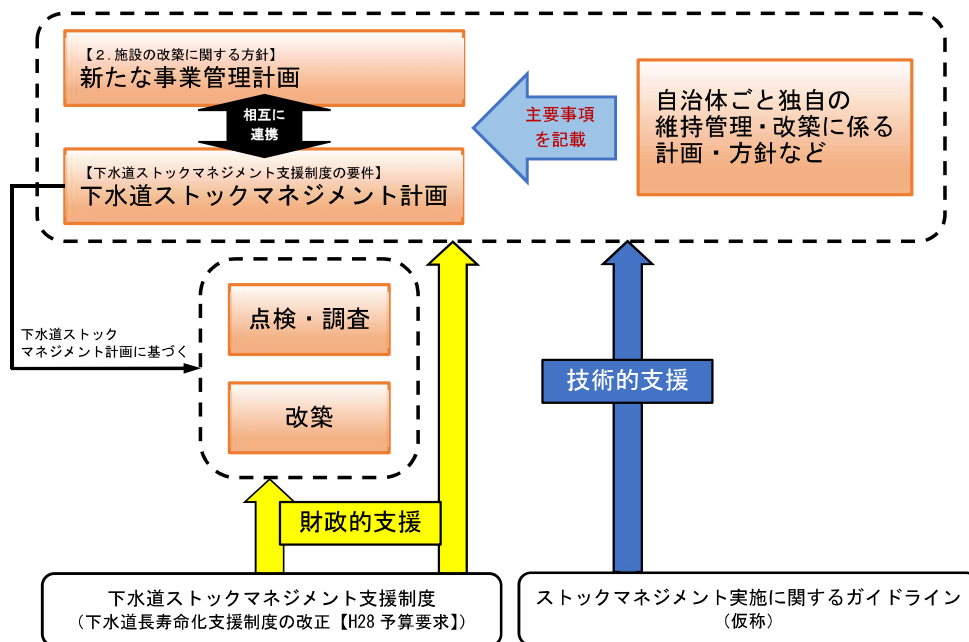 【２．施設の改築に関する方針】
新たな事業管理計画
相互に
連携
【下水道ストックマネジメント支援制度の要件】
下水道ストックマネジメント計画
主要事項
を記載
自治体ごと独自の
維持管理・改築に係る
計画・方針など
点検・調査
下水道ストック
マネジメント計画に基づく
改築
技術的支援
財政的支援
下水道ストックマネジメント支援制度
（下水道長寿命化支援制度の改正【H28 予算要求】）
ストックマネジメント実施に関するガイドライン
（仮称）